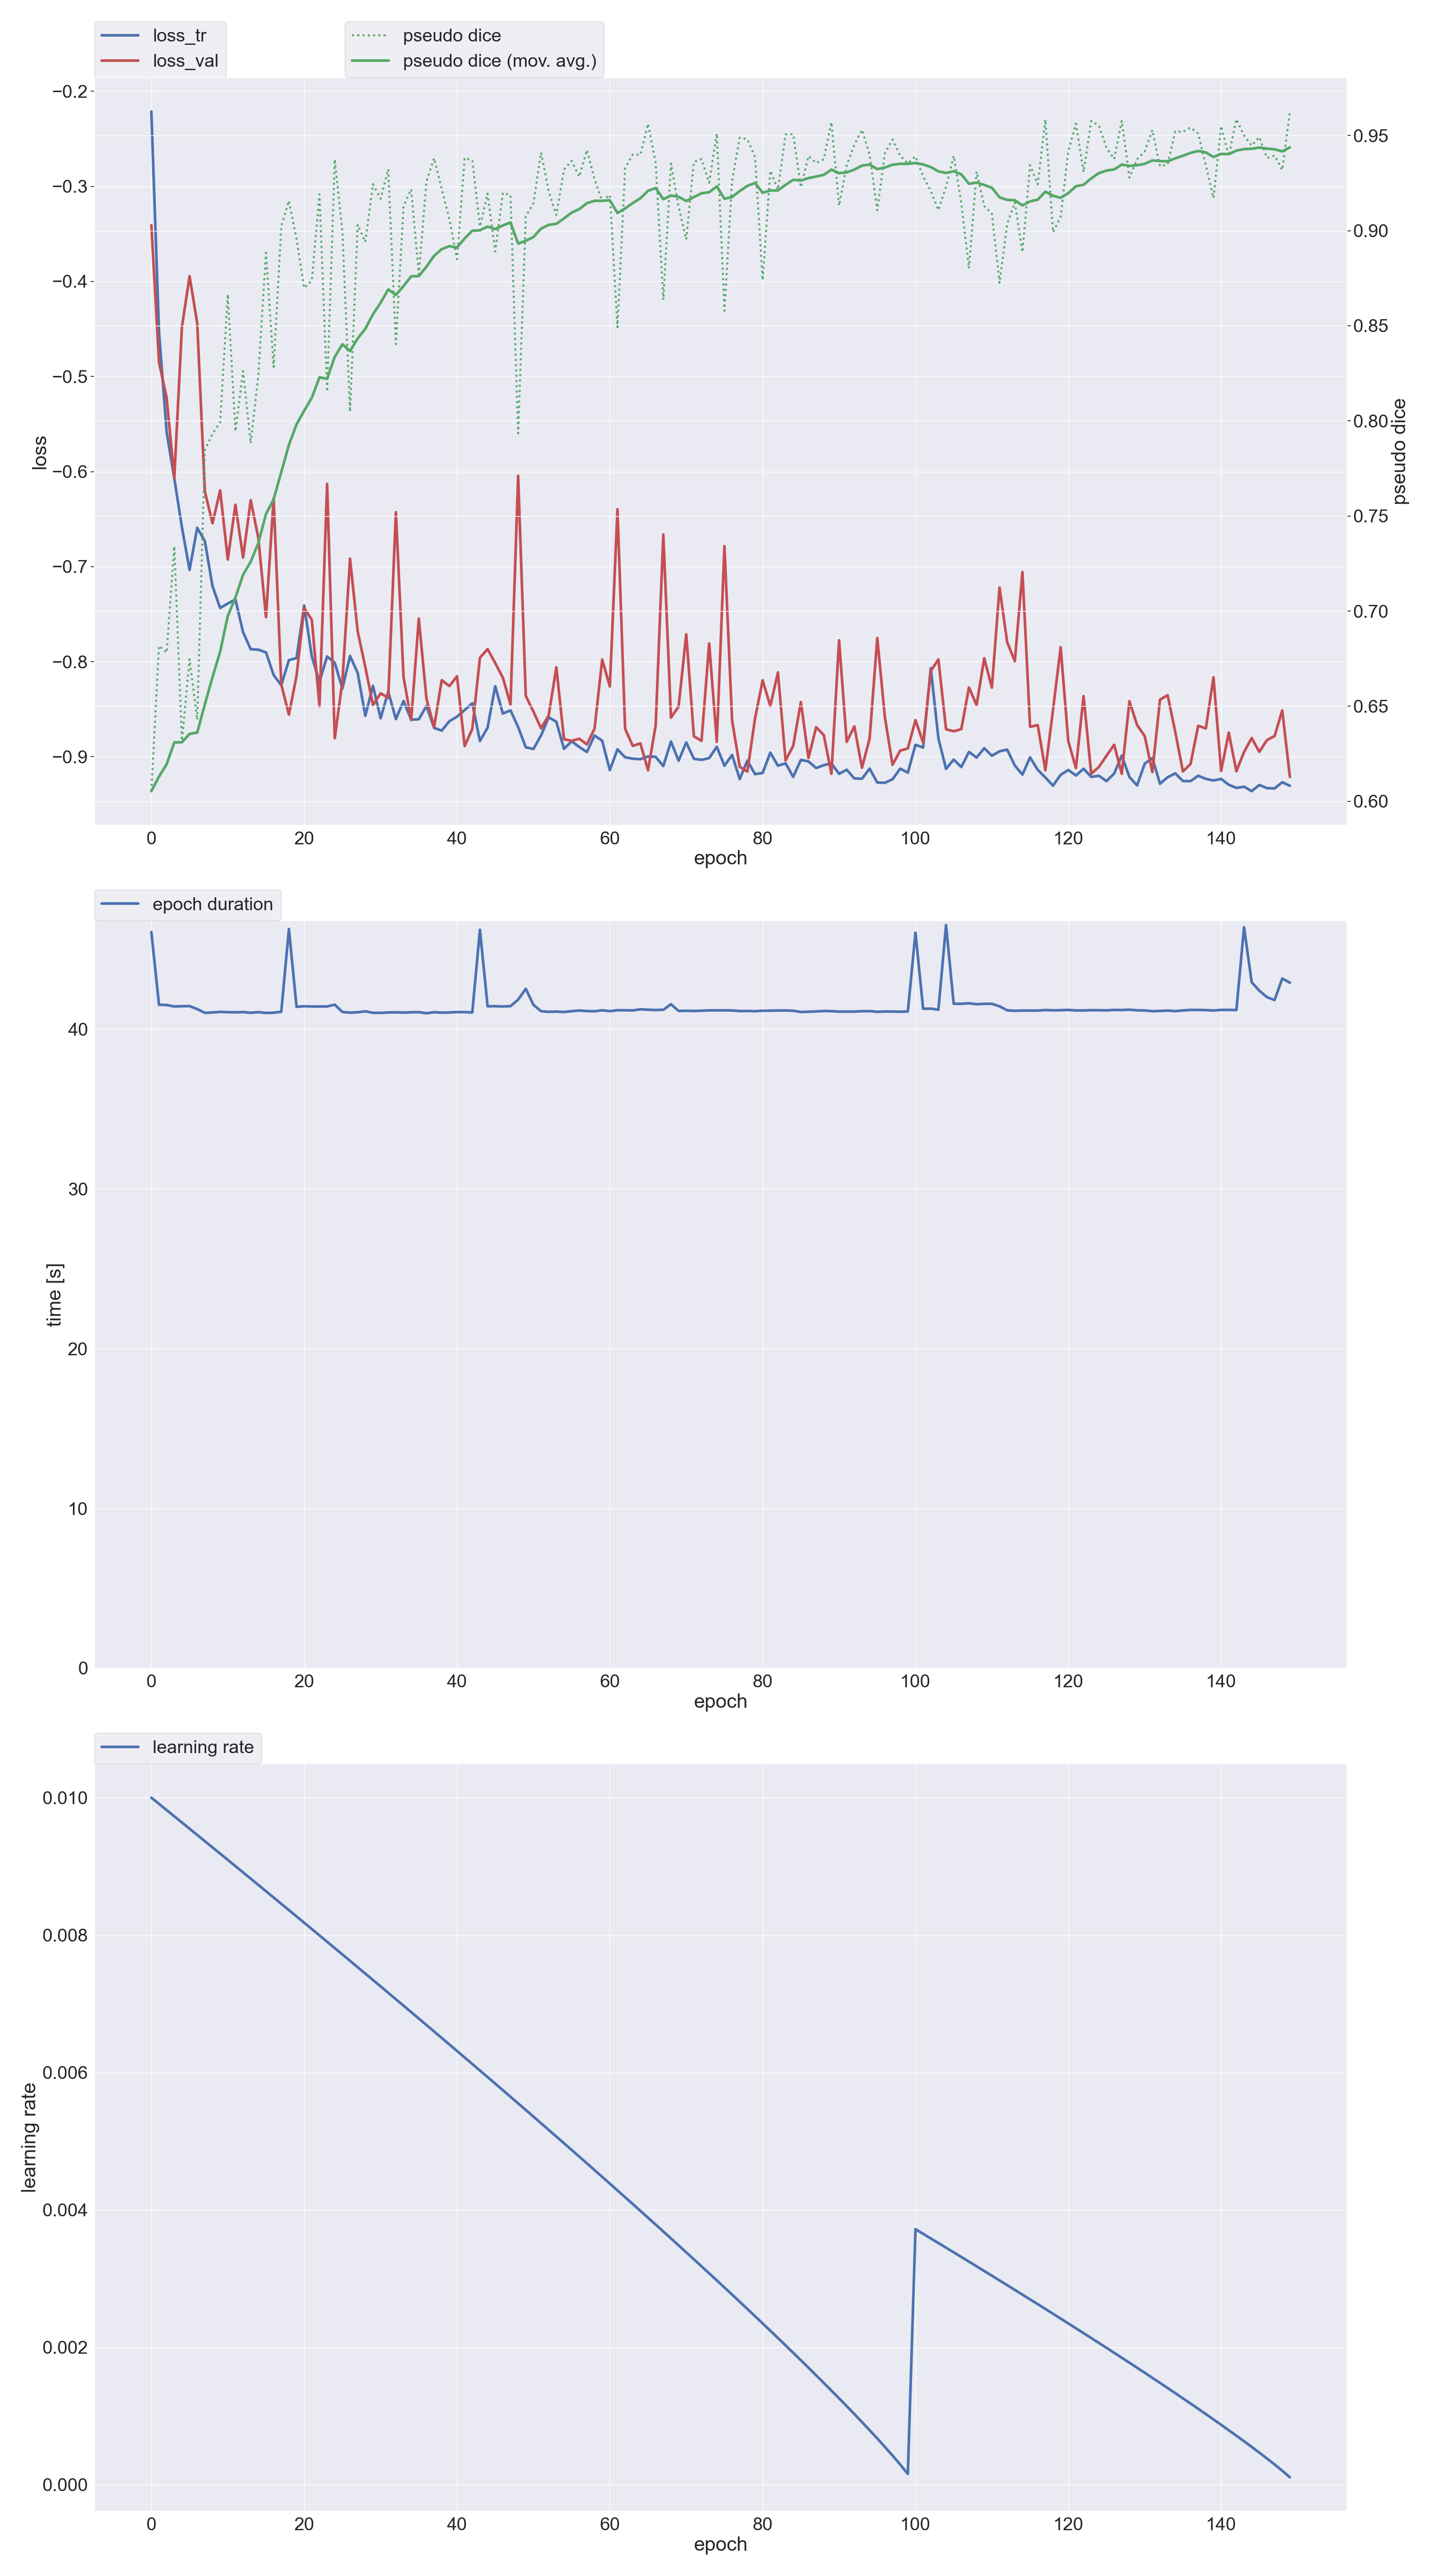 loss_tr
loss_val
pseudo dice
pseudo dice (mov. avg.)
−0.2
−0.3
−0.4
−0.5
−0.6
−0.7
−0.8
−0.9
loss
0.95
0.90
0.85
0.80
0.75
0.70
0.65
0.60
pseudo dice
0 20 40 60 80 100 120 140
epoch
epoch duration
40
30
20
10
0
time [s]
0 20 40 60 80 100 120 140
epoch
learning rate
0.010
0.008
0.006
0.004
0.002
0.000
learning rate
0 20 40 60 80 100 120 140
epoch